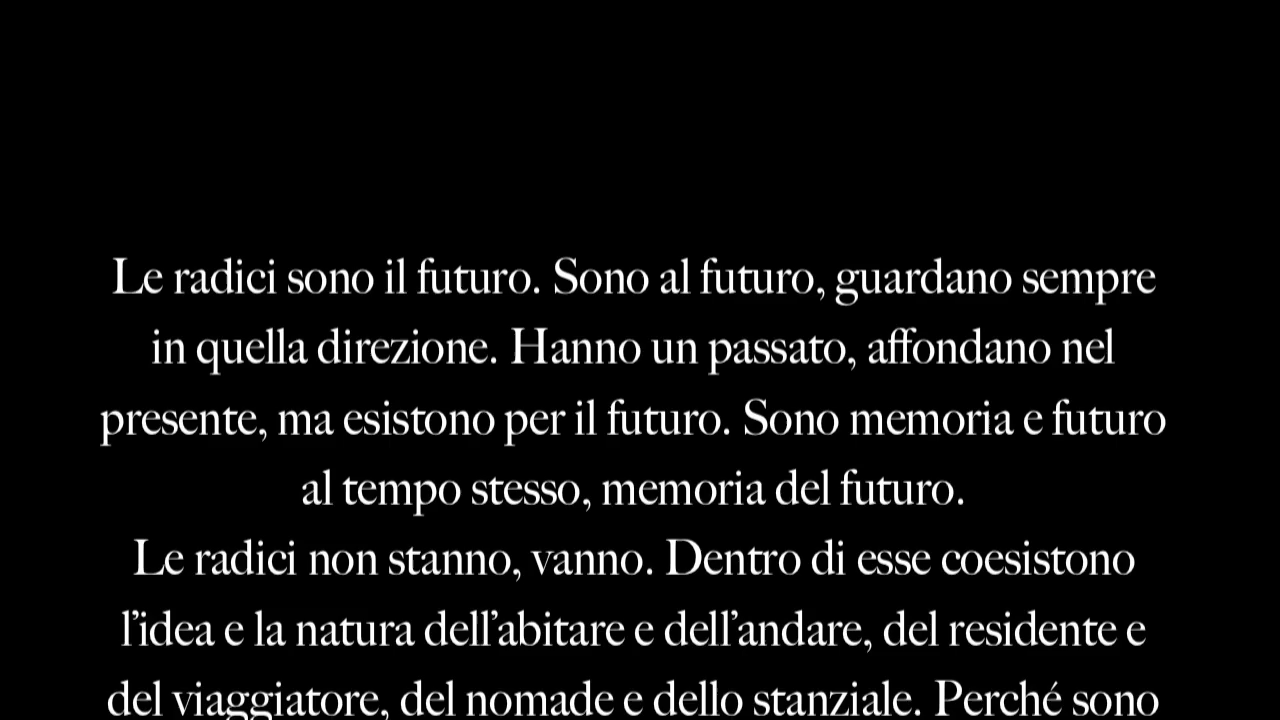 Le radici sono il futuro. Sono al futuro, guardano sempre
in quella direzione. Hanno un passato, affondano nel
presente, ma esistono per il futuro. Sono memoria e futuro
al tempo stesso, memoria del futuro.
Le radici non stanno, vanno. Dentro di esse coesistono
l’idea e la natura dell’abitare e dell’andare, del residente e
del viaggiatore, del nomade e dello stanziale. Perché sono